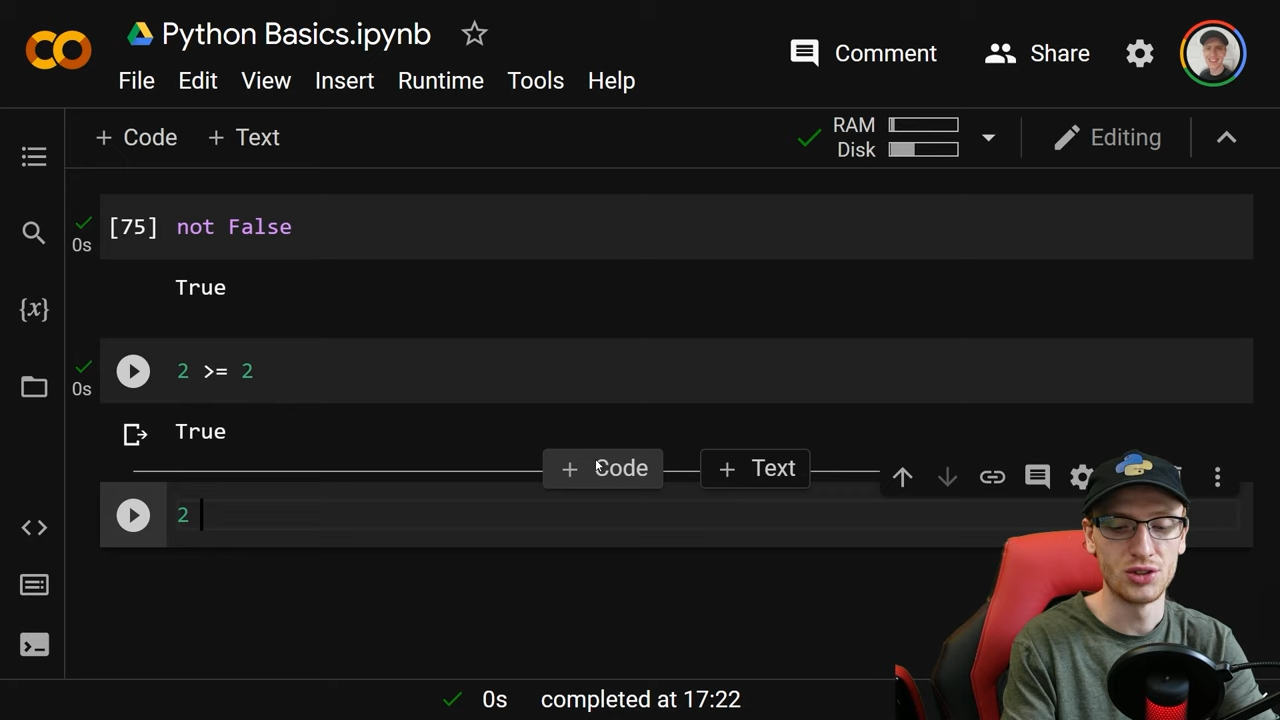 Python Basics.ipynb
Comment
Share
File Edit View Insert Runtime Tools Help
+ Code + Text
RAM
Disk
Editing
[75] not False
0s
True
2 >= 2
0s
True
+ Code + Text
2
{x}
0s completed at 17:22